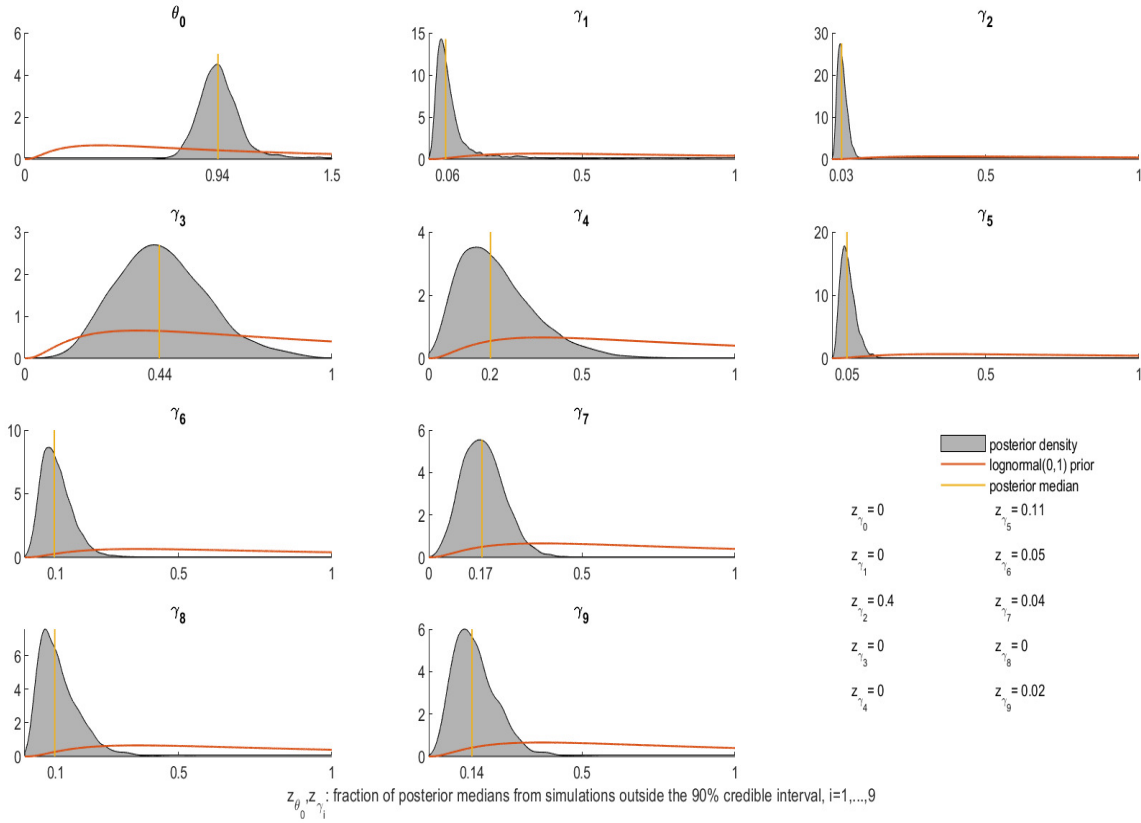 θ0
γ1
γ2
6
4
2
0
0
0.94
1.5
15
10
5
0
0.06
0.5
1
30
20
10
0
0.03
0.5
1
γ3
γ4
γ5
3
2
1
0
0
0.44
1
4
2
0
0
0.2
1
20
10
0
0.05
0.5
1
γ6
γ7
10
5
0
0.1
0.5
1
6
4
2
0
0
0.17
0.5
1
posterior density
lognormal(0,1) prior
posterior median
zγ0 = 0
zγ5 = 0.11
zγ1 = 0
zγ6 = 0.05
zγ2 = 0.4
zγ7 = 0.04
zγ3 = 0
zγ8 = 0
zγ4 = 0
zγ9 = 0.02
γ8
γ9
6
4
2
0
0.1
0.5
1
6
4
2
0
0.14
0.5
1
zθ0,zγi: fraction of posterior medians from simulations outside the 90% credible interval, i=1,...,9